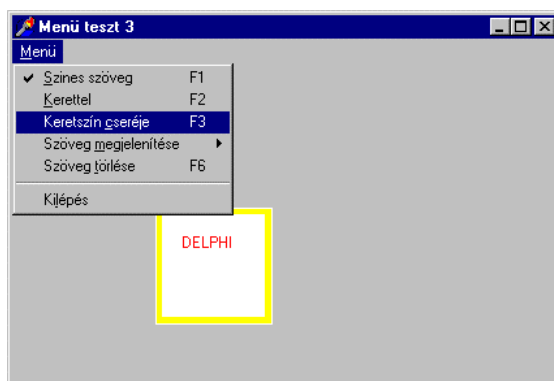 Menü teszt 3
Menü
Szines szöveg F1
Kerettel F2
Keretszín cseréje F3
Szöveg megjelenítése
Szöveg törlése F6
Kilépés
DELPHI